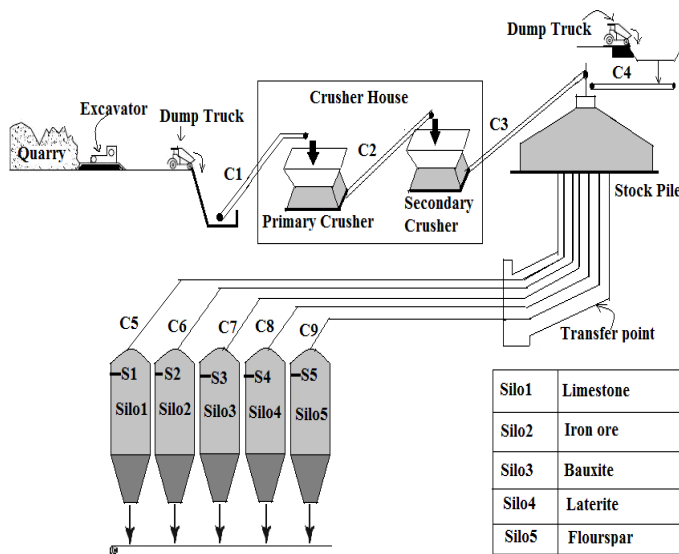 Dump Truck
C4
Crusher House
Excavator
Dump Truck
C3
Quarry
C2
C1
Stock Pile
Primary Crusher
Secondary
Crusher
C5
C6
C7
C8
C9
Transfer point
S1
S2
S3
S4
S5
Silo1
Silo2
Silo3
Silo4
Silo5
Silo1 Limestone
Silo2 Iron ore
Silo3 Bauxite
Silo4 Laterite
Silo5 Flourspar